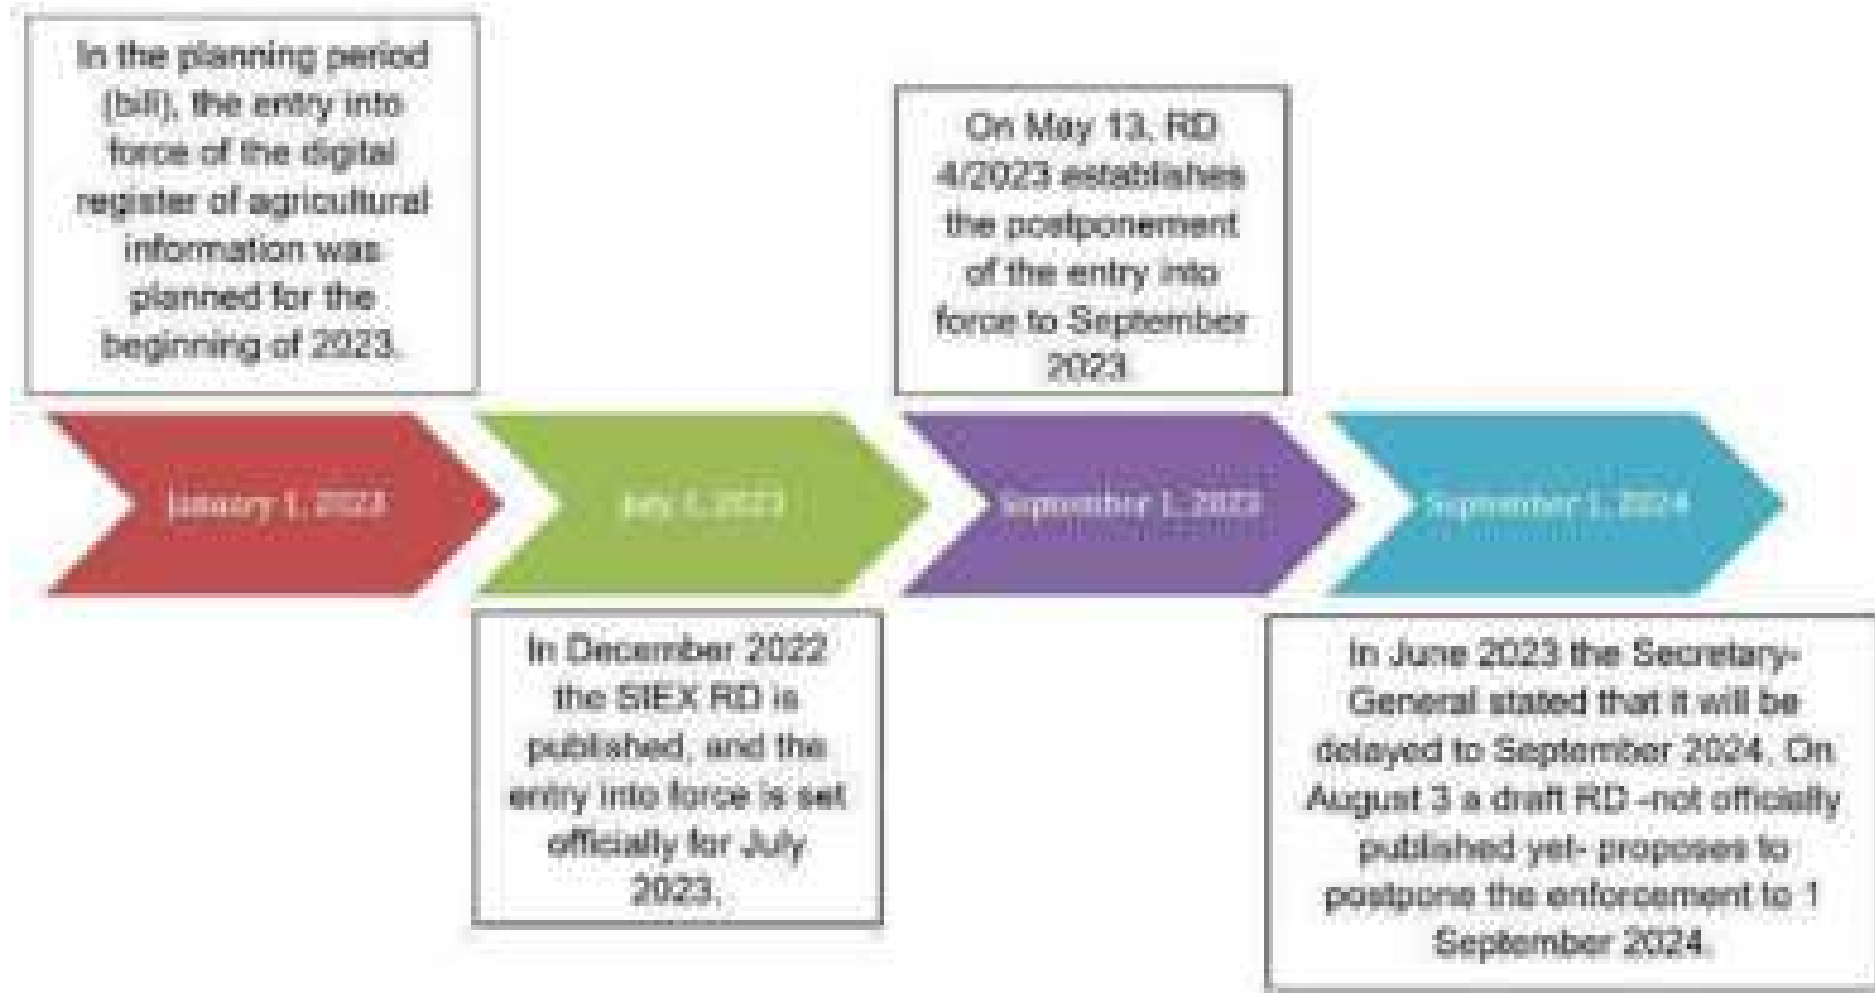 In the planning period
(bill), the entry into
force of the digital
register of agricultural
information was
planned for the
beginning of 2023.
On May 13, RD
4/2023 establishes
the postponement
of the entry into
force to September
2023.
January 1, 2023
July 1, 2023
September 1, 2023
September 1, 2024
In December 2022
the SIEX RD is
published, and the
entry into force is set
officially for July
2023.
In June 2023 the Secretary-
General stated that it will be
delayed to September 2024. On
August 3 a draft RD -not officially
published yet- proposes to
postpone the enforcement to 1
September 2024.